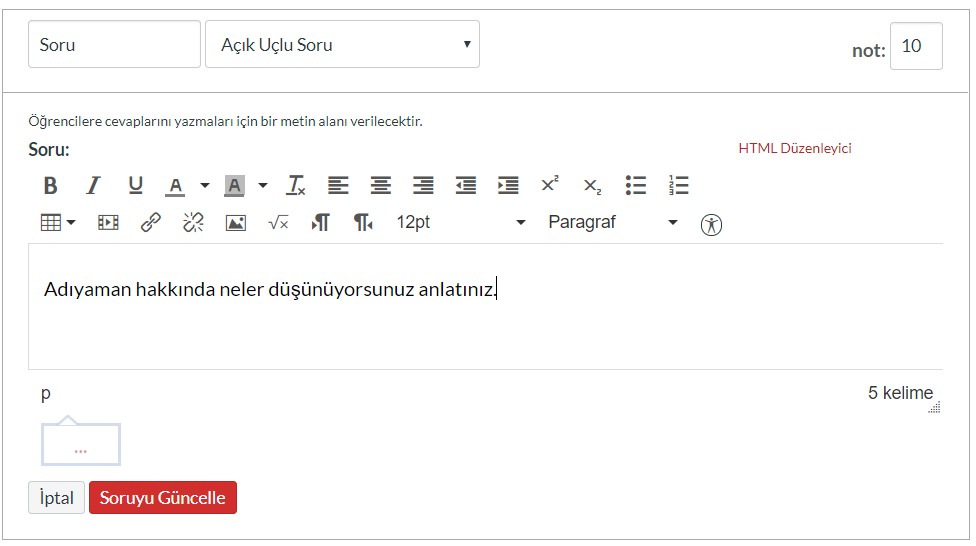 Soru Açık Uçlu Soru not: 10
Öğrencilere cevaplarını yazmaları için bir metin alanı verilecektir.
Soru: HTML Düzenleyici
12pt Paragraf
Adıyaman hakkında neler düşünüyorsunuz anlatınız.
p 5 kelime
...
İptal Soruyu Güncelle